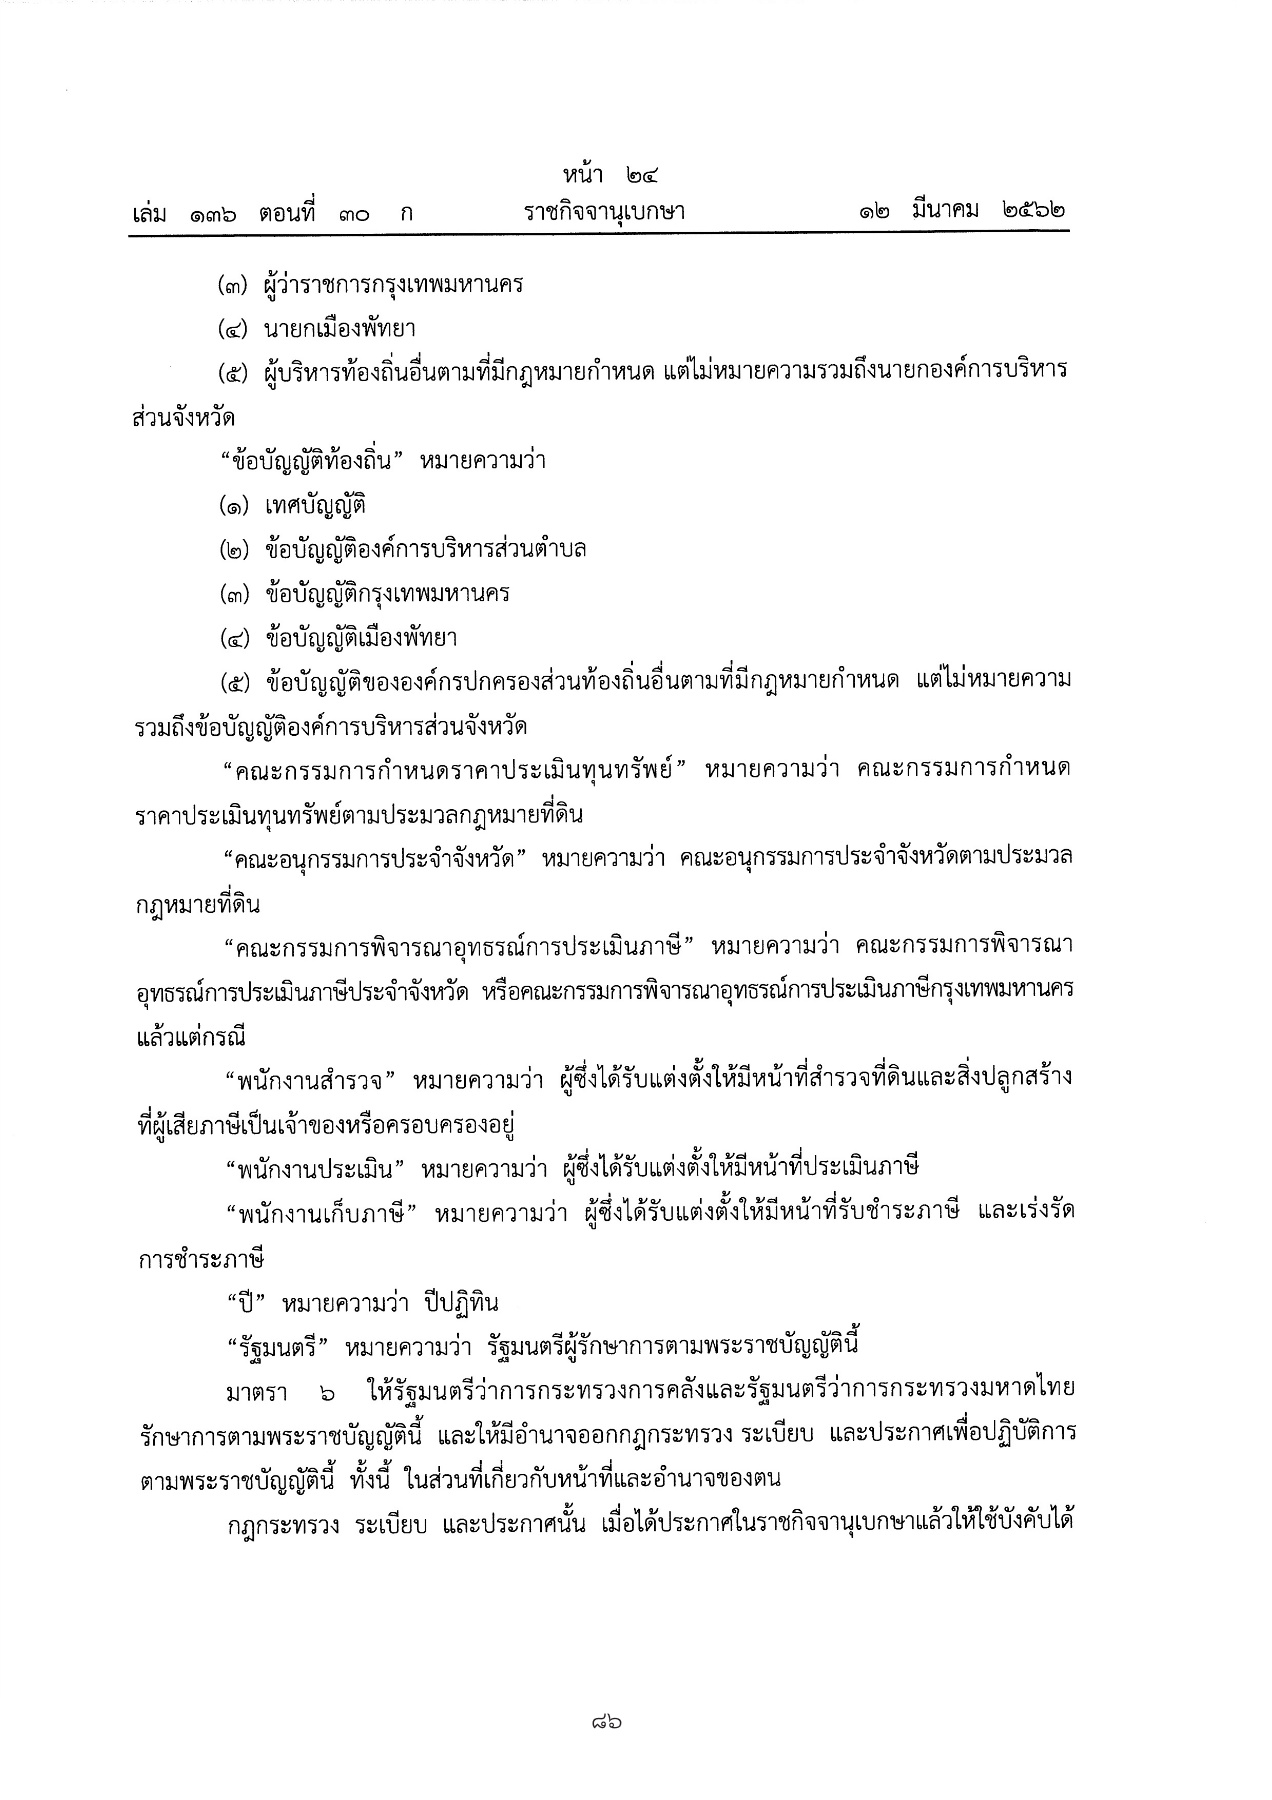 หน้า ๒๔
เล่ม ๑๓๖ ตอนที่ ๓๐ ก ราชกิจจานุเบกษา ๑๒ มีนาคม ๒๕๖๒
(๓) ผู้ว่าราชการกรุงเทพมหานคร
(๔) นายกเมืองพัทยา
(๕) ผู้บริหารท้องถิ่นอื่นตามที่มีกฎหมายกำหนด แต่ไม่หมายความรวมถึงนายกองค์การบริหาร
ส่วนจังหวัด
“ข้อบัญญัติท้องถิ่น” หมายความว่า
(๑) เทศบัญญัติ
(๒) ข้อบัญญัติองค์การบริหารส่วนตำบล
(๓) ข้อบัญญัติกรุงเทพมหานคร
(๔) ข้อบัญญัติเมืองพัทยา
(๕) ข้อบัญญัติขององค์กรปกครองส่วนท้องถิ่นอื่นตามที่มีกฎหมายกำหนด แต่ไม่หมายความ
รวมถึงข้อบัญญัติองค์การบริหารส่วนจังหวัด
“คณะกรรมการกำหนดราคาประเมินทุนทรัพย์” หมายความว่า คณะกรรมการกำหนด
ราคาประเมินทุนทรัพย์ตามประมวลกฎหมายที่ดิน
“คณะอนุกรรมการประจำจังหวัด” หมายความว่า คณะอนุกรรมการประจำจังหวัดตามประมวล
กฎหมายที่ดิน
“คณะกรรมการพิจารณาอุทธรณ์การประเมินภาษี” หมายความว่า คณะกรรมการพิจารณา
อุทธรณ์การประเมินภาษีประจำจังหวัด หรือคณะกรรมการพิจารณาอุทธรณ์การประเมินภาษีกรุงเทพมหานคร
แล้วแต่กรณี
“พนักงานสำรวจ” หมายความว่า ผู้ซึ่งได้รับแต่งตั้งให้มีหน้าที่สำรวจที่ดินและสิ่งปลูกสร้าง
ที่ผู้เสียภาษีเป็นเจ้าของหรือครอบครองอยู่
“พนักงานประเมิน” หมายความว่า ผู้ซึ่งได้รับแต่งตั้งให้มีหน้าที่ประเมินภาษี
“พนักงานเก็บภาษี” หมายความว่า ผู้ซึ่งได้รับแต่งตั้งให้มีหน้าที่รับชำระภาษี และเร่งรัด
การชำระภาษี
“ปี” หมายความว่า ปีปฏิทิน
“รัฐมนตรี” หมายความว่า รัฐมนตรีผู้รักษาการตามพระราชบัญญัตินี้
มาตรา ๖ ให้รัฐมนตรีว่าการกระทรวงการคลังและรัฐมนตรีว่าการกระทรวงมหาดไทย
รักษาการตามพระราชบัญญัตินี้ และให้มีอำนาจออกกฎกระทรวง ระเบียบ และประกาศเพื่อปฏิบัติการ
ตามพระราชบัญญัตินี้ ทั้งนี้ ในส่วนที่เกี่ยวกับหน้าที่และอำนาจของตน
กฎกระทรวง ระเบียบ และประกาศนั้น เมื่อได้ประกาศในราชกิจจานุเบกษาแล้วให้ใช้บังคับได้
๘๖